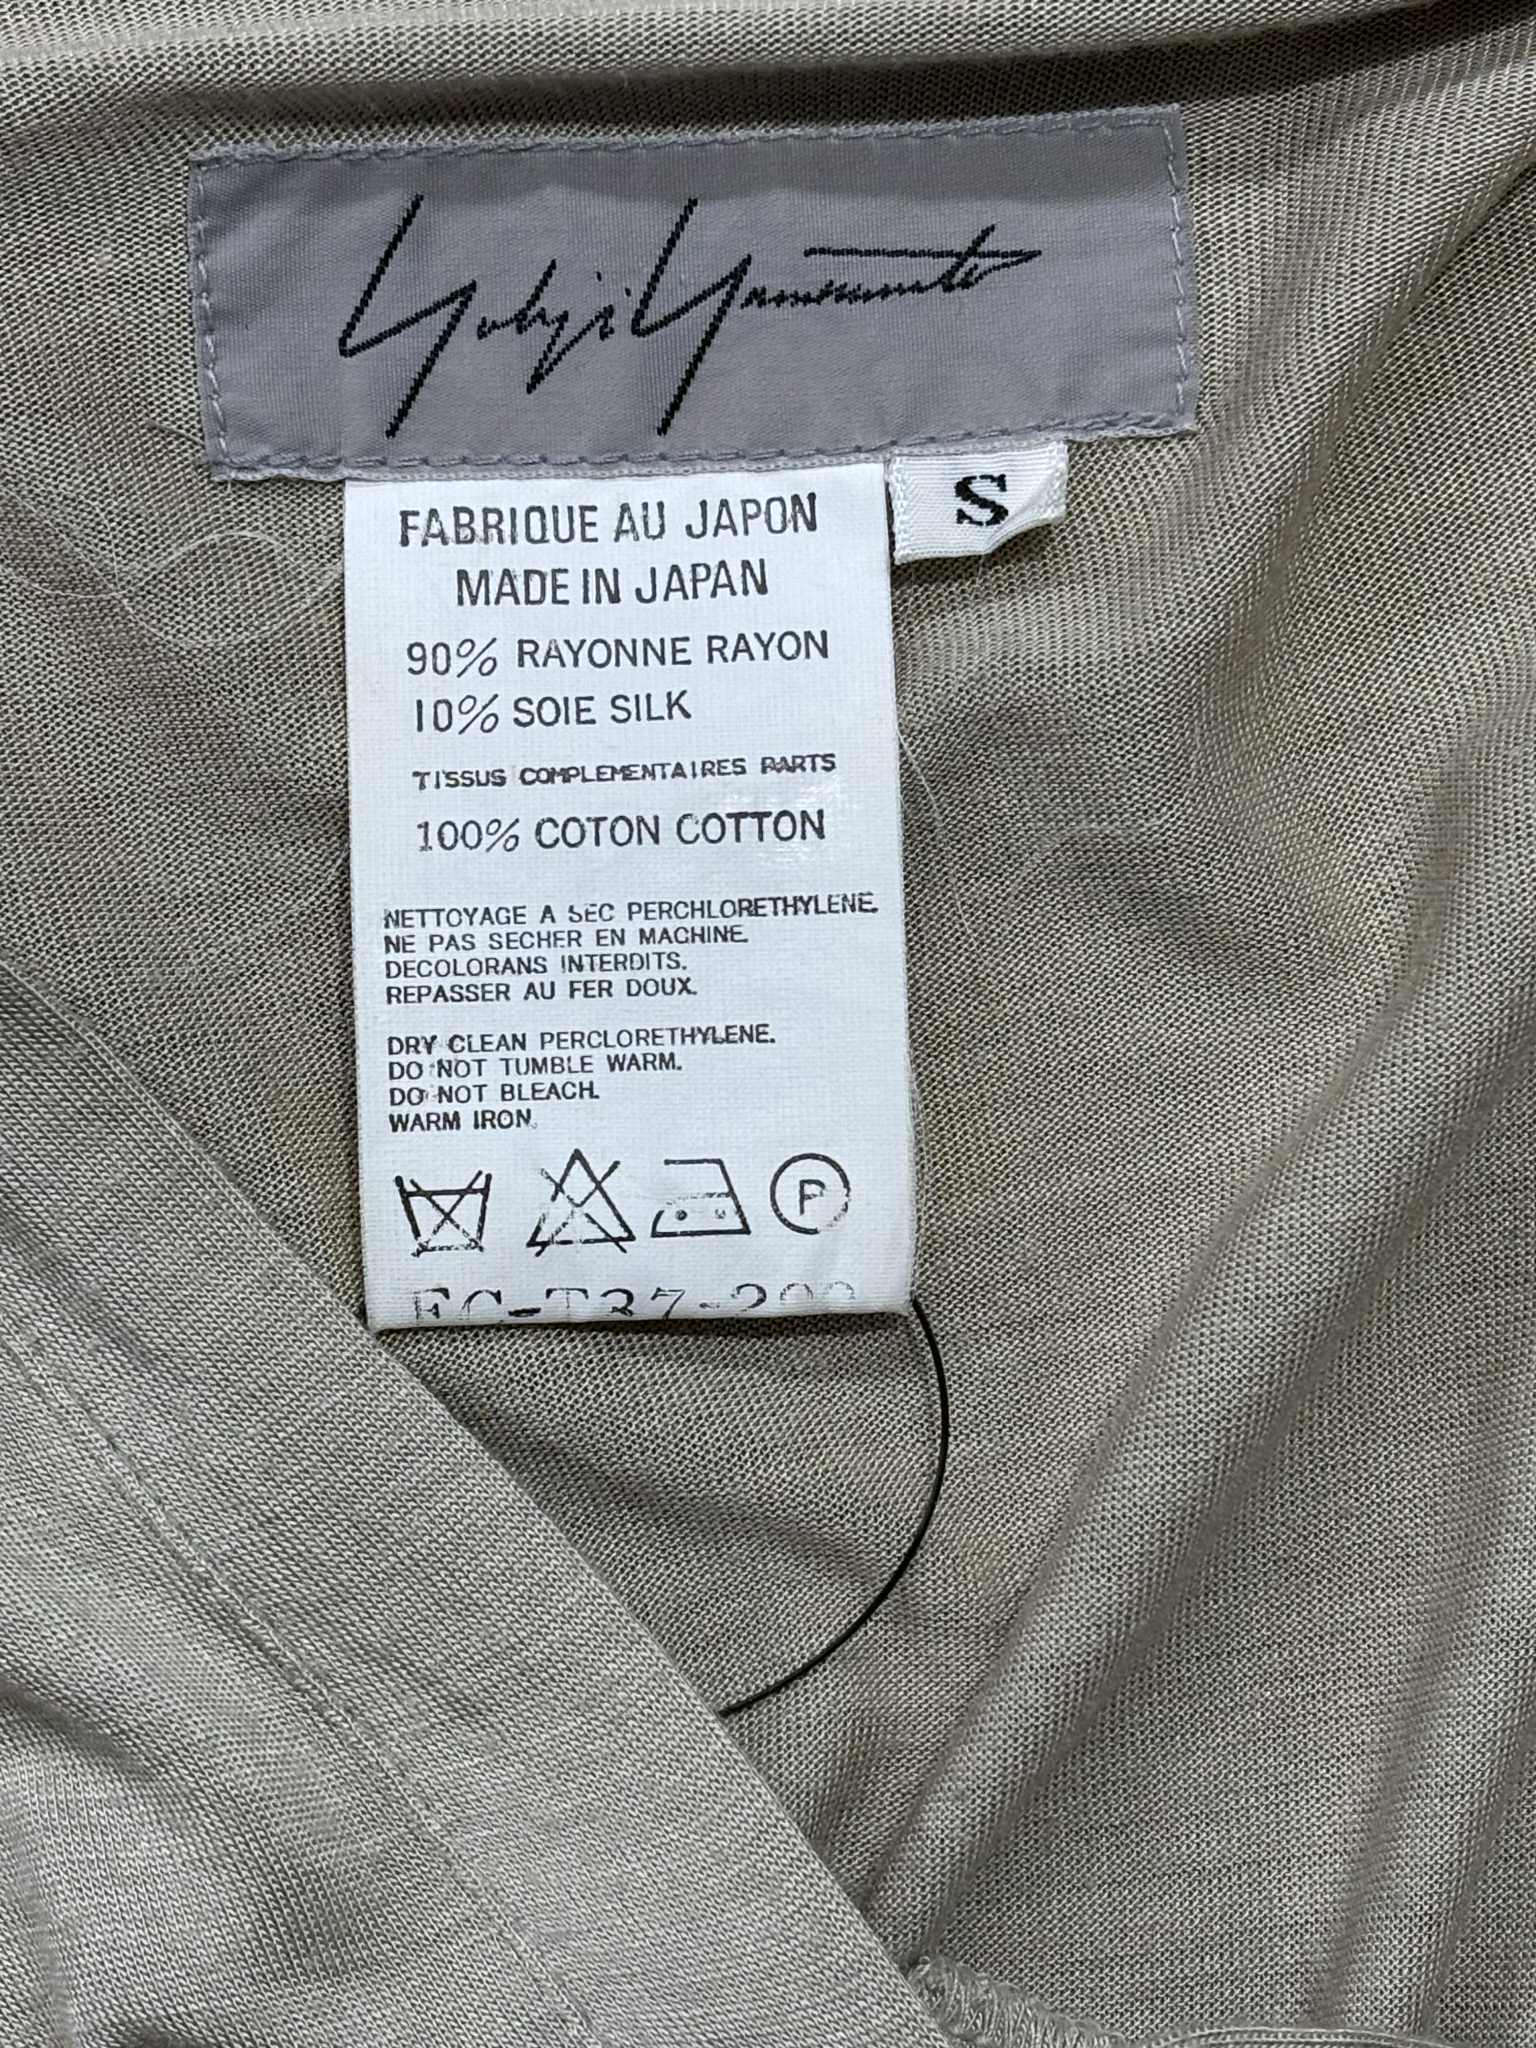 Yohji Yamamoto
S
FABRIQUE AU JAPON
MADE IN JAPAN
90% RAYONNE RAYON
10% SOIE SILK
TISSUS COMPLEMENTAIRES PARTS
100% COTON COTTON
NETTOYAGE A SEC PERCHLORETHYLENE.
NE PAS SECHER EN MACHINE.
DECOLORANS INTERDITS.
REPASSER AU FER DOUX.
DRY CLEAN PERCLORETHYLENE.
DO NOT TUMBLE WARM.
DO NOT BLEACH.
WARM IRON.
P